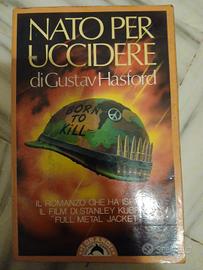 NATO PER
UCCIDERE
di Gustav Hasford
BORN TO
KILL
IL ROMANZO CHE HA
IL FILM DI STANLEY
FULL METAL JACKET
subito